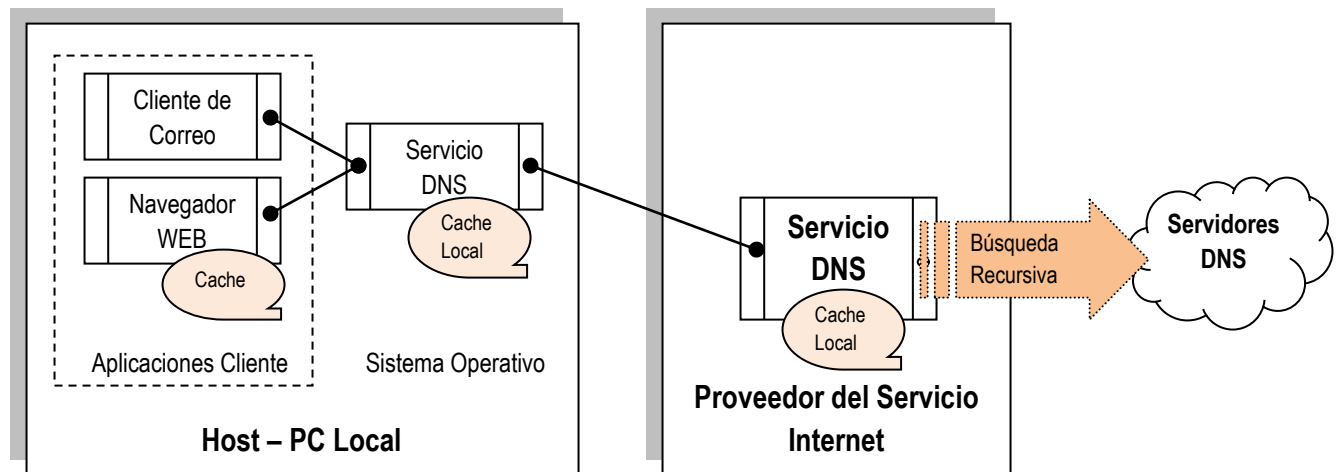 Cliente de
Correo
Navegador
WEB
Cache
Aplicaciones Cliente
Servicio
DNS
Cache
Local
Sistema Operativo
Host – PC Local
Servicio
DNS
Cache
Local
Proveedor del Servicio
Internet
Búsqueda
Recursiva
Servidores
DNS